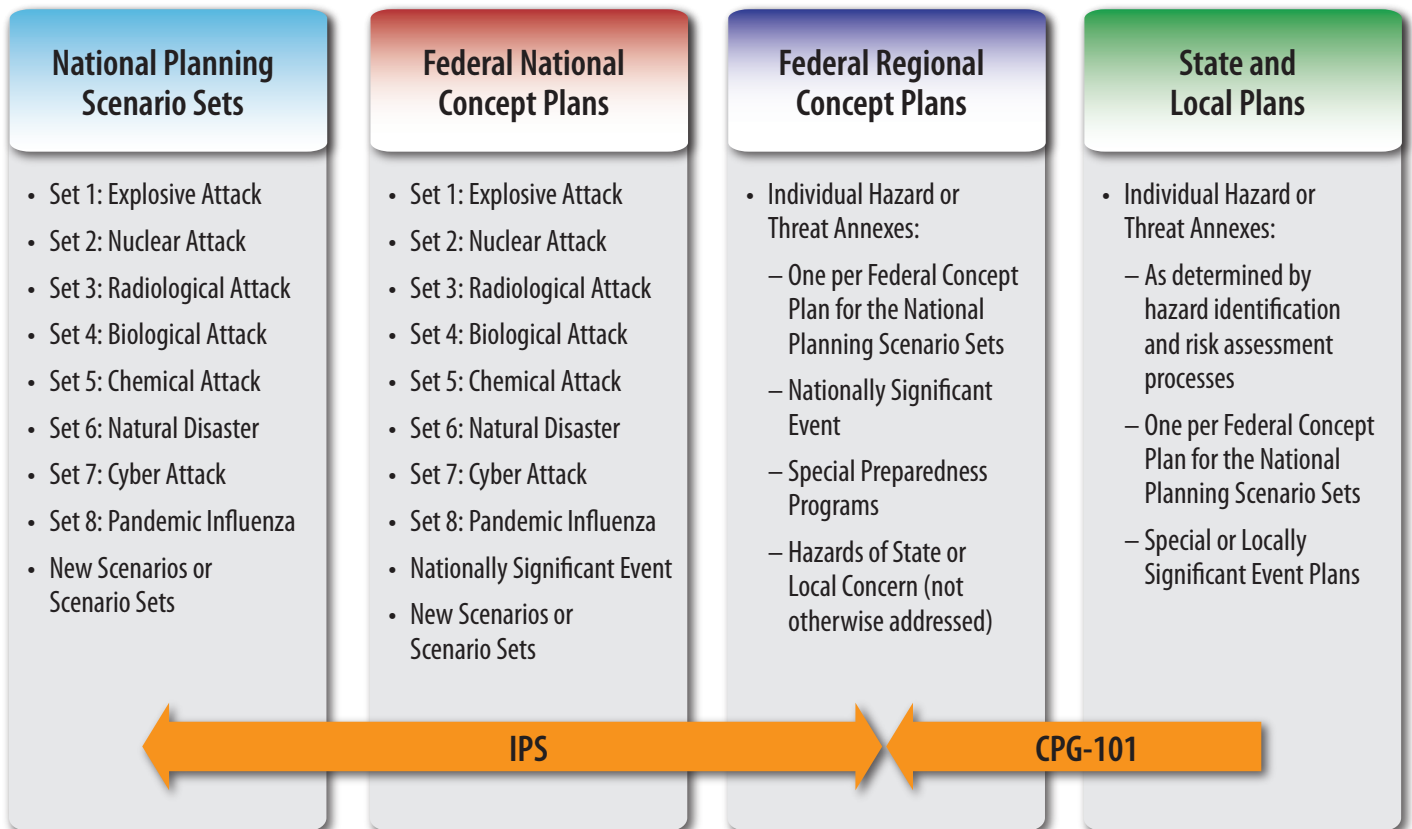 National Planning
Scenario Sets
• Set 1: Explosive Attack
• Set 2: Nuclear Attack
• Set 3: Radiological Attack
• Set 4: Biological Attack
• Set 5: Chemical Attack
• Set 6: Natural Disaster
• Set 7: Cyber Attack
• Set 8: Pandemic Influenza
• New Scenarios or
Scenario Sets
Federal National
Concept Plans
• Set 1: Explosive Attack
• Set 2: Nuclear Attack
• Set 3: Radiological Attack
• Set 4: Biological Attack
• Set 5: Chemical Attack
• Set 6: Natural Disaster
• Set 7: Cyber Attack
• Set 8: Pandemic Influenza
• Nationally Significant Event
• New Scenarios or
Scenario Sets
Federal Regional
Concept Plans
• Individual Hazard or
Threat Annexes:
– One per Federal Concept
Plan for the National
Planning Scenario Sets
– Nationally Significant
Event
– Special Preparedness
Programs
– Hazards of State or
Local Concern (not
otherwise addressed)
State and
Local Plans
• Individual Hazard or
Threat Annexes:
– As determined by
hazard identification
and risk assessment
processes
– One per Federal Concept
Plan for the National
Planning Scenario Sets
– Special or Locally
Significant Event Plans
IPS
CPG-101